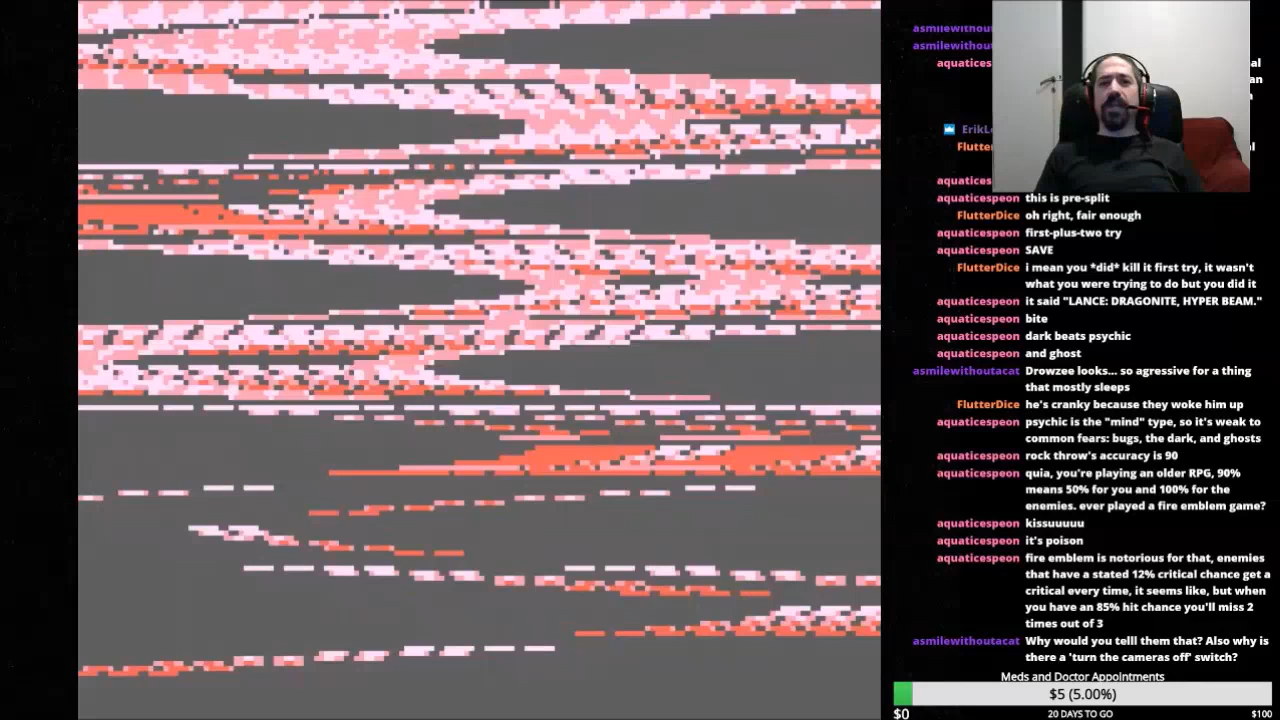 asmilewithou
asmilewithou
aquatices
al
an
ErikL
Flutter
al
aquatices
aquaticespeon this is pre-split
FlutterDice oh right, fair enough
aquaticespeon first-plus-two try
aquaticespeon SAVE
FlutterDice i mean you *did* kill it first try, it wasn't
what you were trying to do but you did it
aquaticespeon it said "LANCE: DRAGONITE, HYPER BEAM."
aquaticespeon bite
aquaticespeon dark beats psychic
aquaticespeon and ghost
asmilewithoutacat Drowzee looks... so agressive for a thing
that mostly sleeps
FlutterDice he's cranky because they woke him up
aquaticespeon psychic is the "mind" type, so it's weak to
common fears: bugs, the dark, and ghosts
aquaticespeon rock throw's accuracy is 90
aquaticespeon quia, you're playing an older RPG, 90%
means 50% for you and 100% for the
enemies. ever played a fire emblem game?
aquaticespeon kissuuuuu
aquaticespeon it's poison
aquaticespeon fire emblem is notorious for that, enemies
that have a stated 12% critical chance get a
critical every time, it seems like, but when
you have an 85% hit chance you'll miss 2
times out of 3
asmilewithoutacat Why would you telll them that? Also why is
there a 'turn the cameras off' switch?
Meds and Doctor Appointments
$5 (5.00%)
$0 20 DAYS TO GO $100